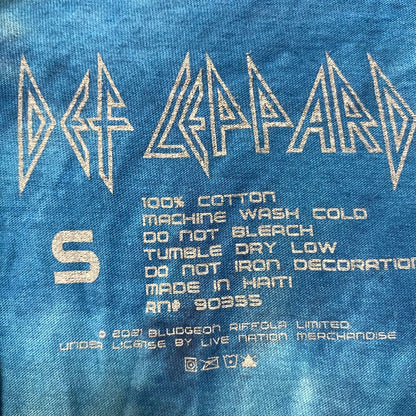 DEF LEPPARD
S
100% COTTON
MACHINE WASH COLD
DO NOT BLEACH
TUMBLE DRY LOW
DO NOT IRON DECORATION
MADE IN HAITI
RN# 90355
© 2021 BLUDGEON RIFFOLA LIMITED
UNDER LICENSE BY LIVE NATION MERCHANDISE